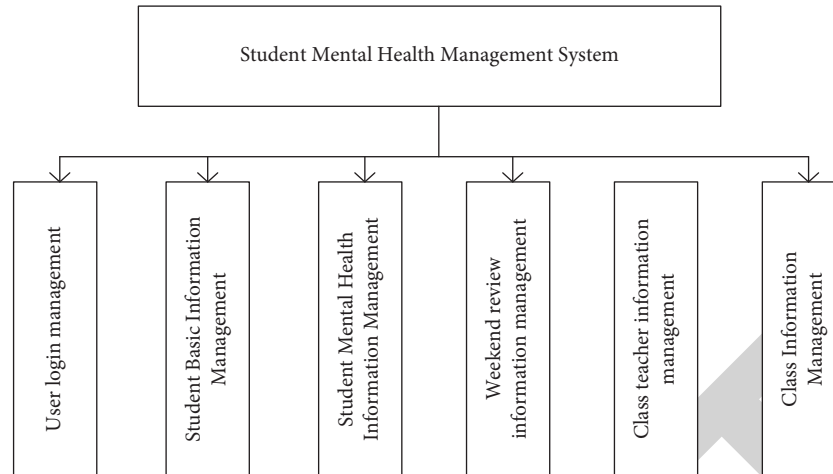 Student Mental Health Management System
User login management
Student Basic Information
Management
Student Mental Health
Information Management
Weekend review
information management
Class teacher information
management
Class Information
Management